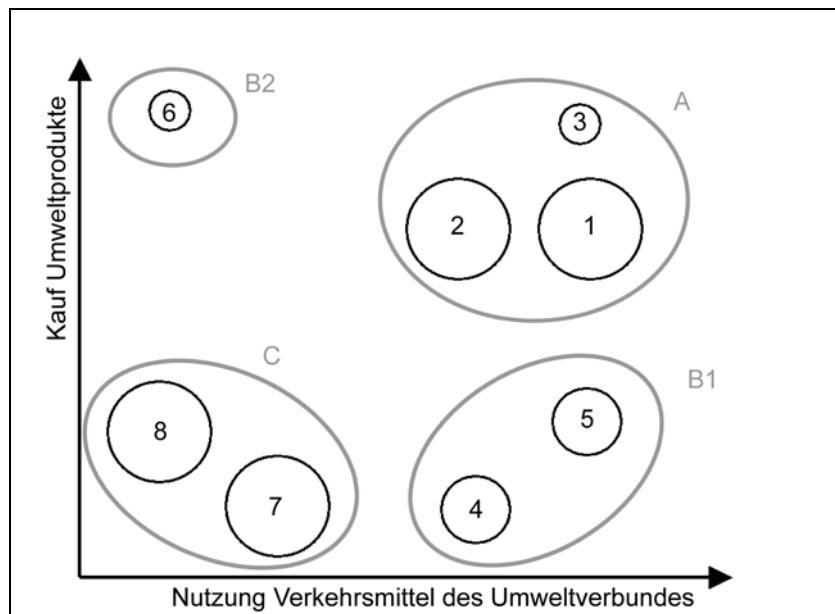 B2
6
A
3
2
1
Kauf Umweltprodukte
C
B1
8
5
7
4
Nutzung Verkehrsmittel des Umweltverbundes